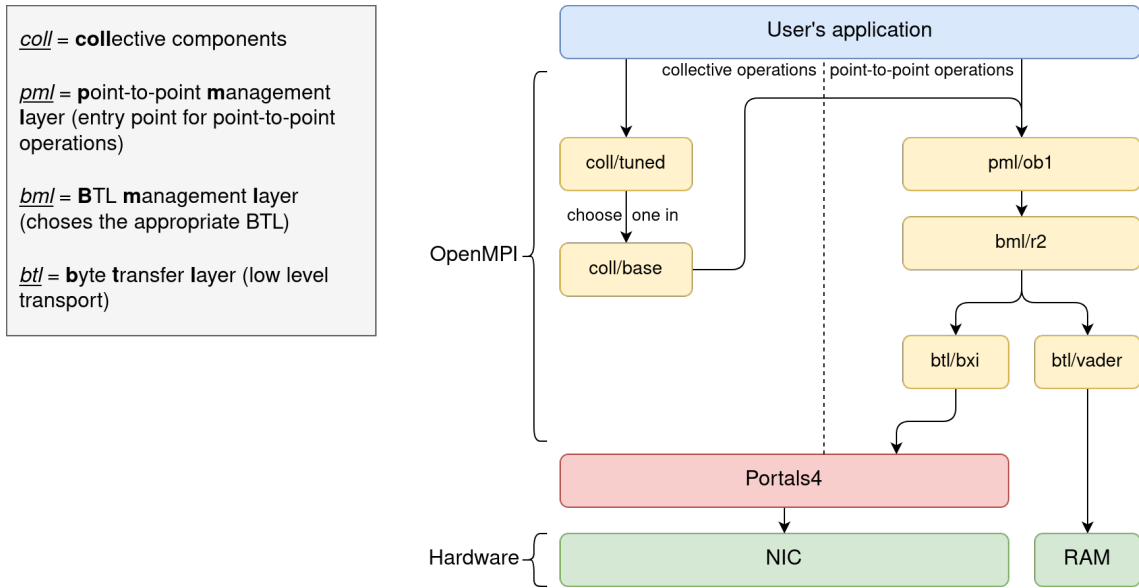 coll = collective components
pml = point-to-point management
layer (entry point for point-to-point
operations)
bml = BTL management layer
(choses the appropriate BTL)
btl = byte transfer layer (low level
transport)
User's application
collective operations
point-to-point operations
coll/tuned
pml/ob1
choose one in
bml/r2
OpenMPI
coll/base
btl/bxi
btl/vader
Portals4
Hardware
NIC
RAM